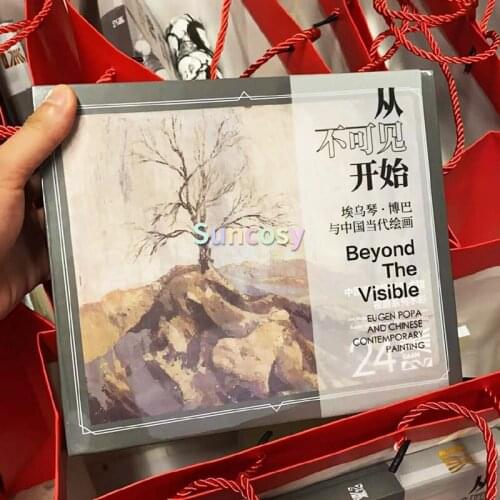 从
不可见
开始
埃乌琴·博巴
与中国当代绘画
Suncosy
Beyond
The
Visible
EUGEN POPA
AND CHINESE
CONTEMPORARY
PAINTING
24